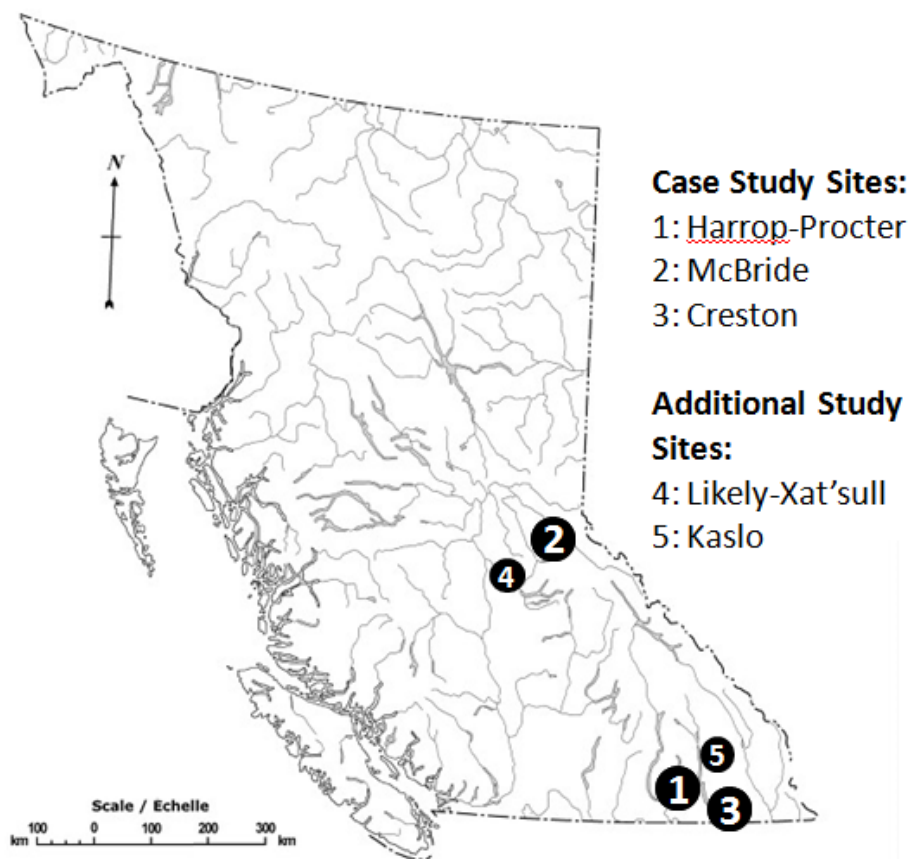 N
Case Study Sites:
1: Harrop-Procter
2: McBride
3: Creston
Additional Study
Sites:
4: Likely-Xat’sull
5: Kaslo
2
4
5
1
3
Scale / Echelle
100 0 100 200 300
km km